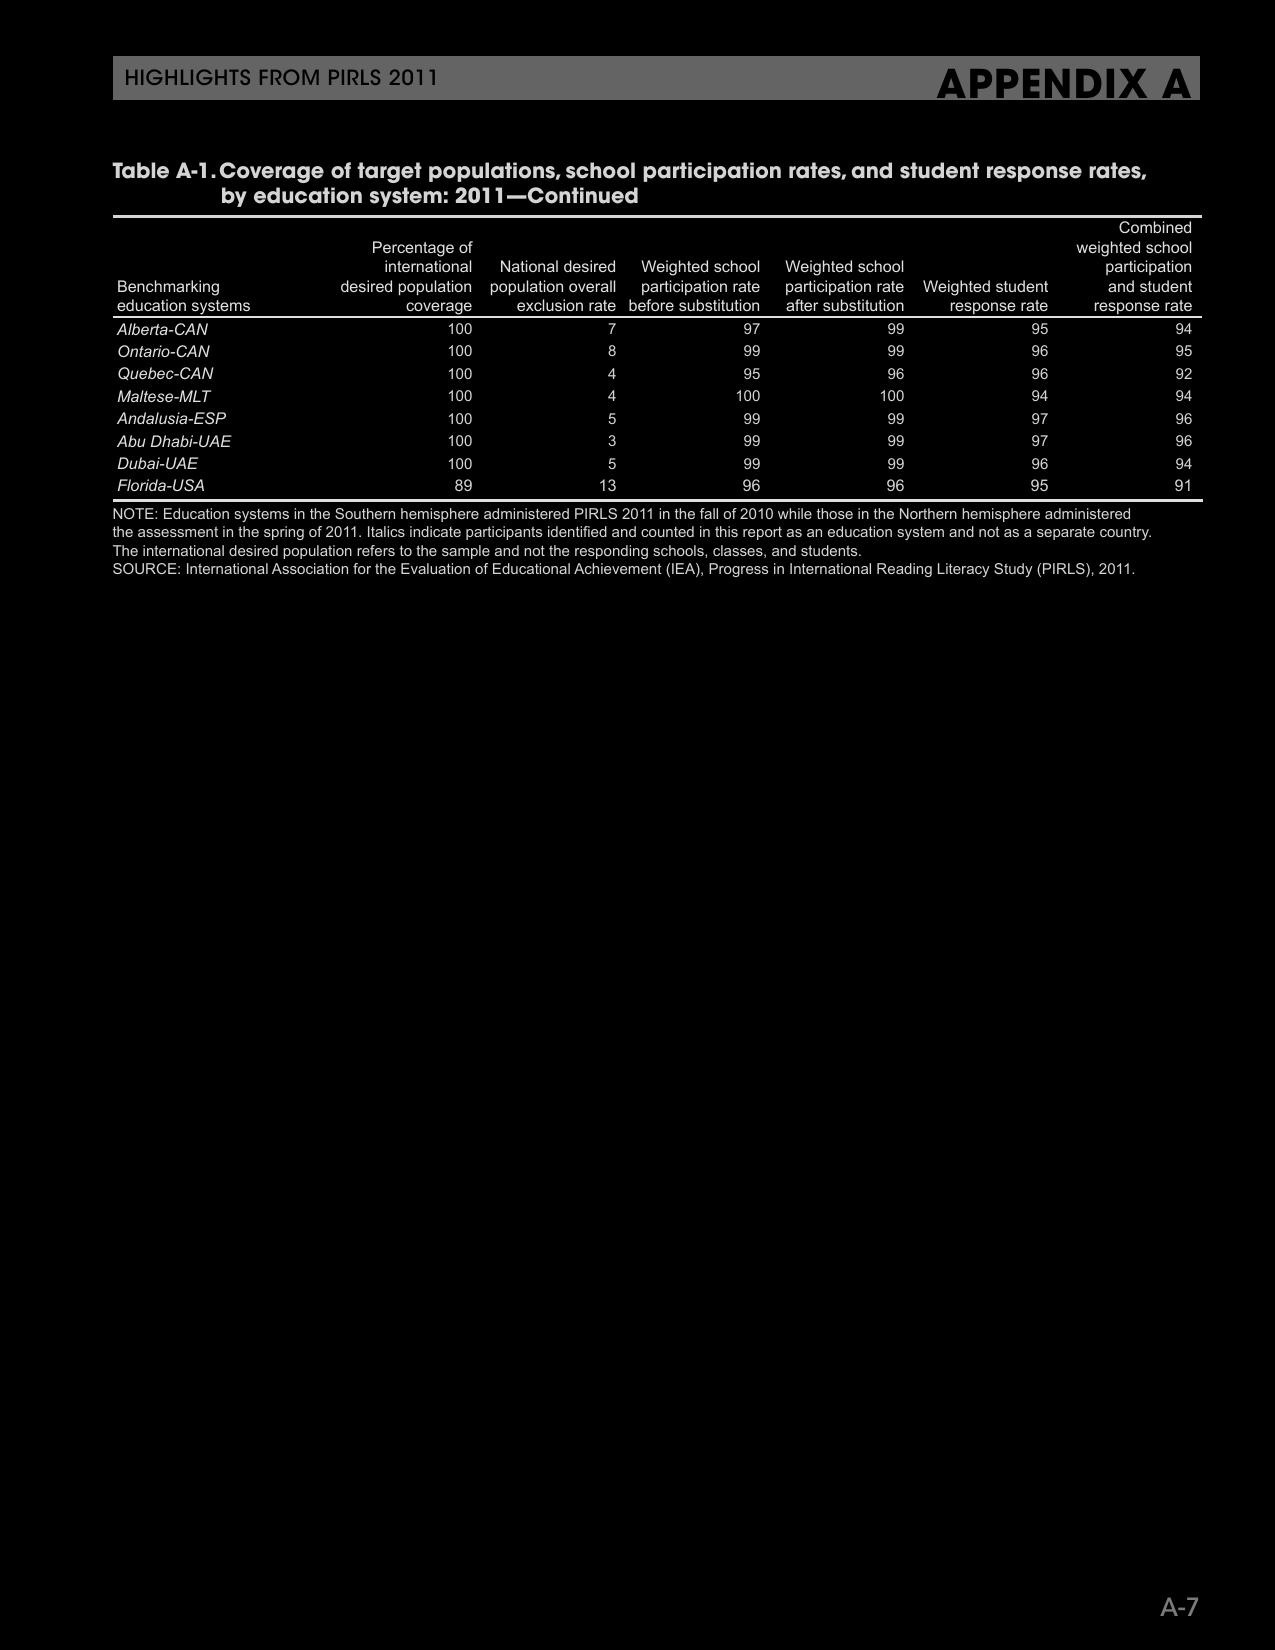 HIGHLIGHTS FROM PIRLS 2011
APPENDIX A
Table A-1. Coverage of target populations, school participation rates, and student response rates,
by education system: 2011—Continued
Benchmarking education systems Percentage of international desired population coverage National desired population overall exclusion rate Weighted school participation rate before substitution Weighted school participation rate after substitution Weighted student response rate Combined weighted school participation and student response rate
Alberta-CAN 100 7 97 99 95 94
Ontario-CAN 100 8 99 99 96 95
Quebec-CAN 100 4 95 96 96 92
Maltese-MLT 100 4 100 100 94 94
Andalusia-ESP 100 5 99 99 97 96
Abu Dhabi-UAE 100 3 99 99 97 96
Dubai-UAE 100 5 99 99 96 94
Florida-USA 89 13 96 96 95 91
NOTE: Education systems in the Southern hemisphere administered PIRLS 2011 in the fall of 2010 while those in the Northern hemisphere administered
the assessment in the spring of 2011. Italics indicate participants identified and counted in this report as an education system and not as a separate country.
The international desired population refers to the sample and not the responding schools, classes, and students.
SOURCE: International Association for the Evaluation of Educational Achievement (IEA), Progress in International Reading Literacy Study (PIRLS), 2011.
A-7